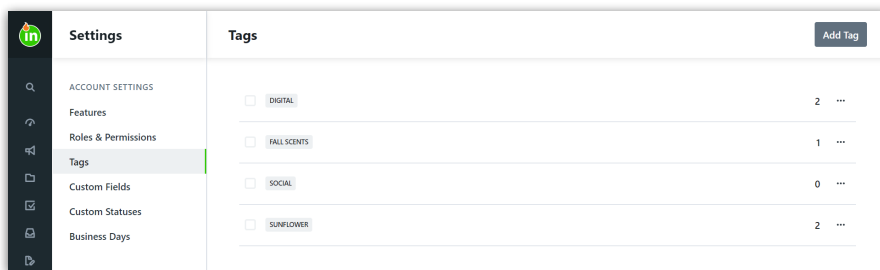 in
Settings
Tags
Add Tag
ACCOUNT SETTINGS
Features
Roles & Permissions
Tags
Custom Fields
Custom Statuses
Business Days
DIGITAL 2 ···
FALL SCENTS 1 ···
SOCIAL 0 ···
SUNFLOWER 2 ···